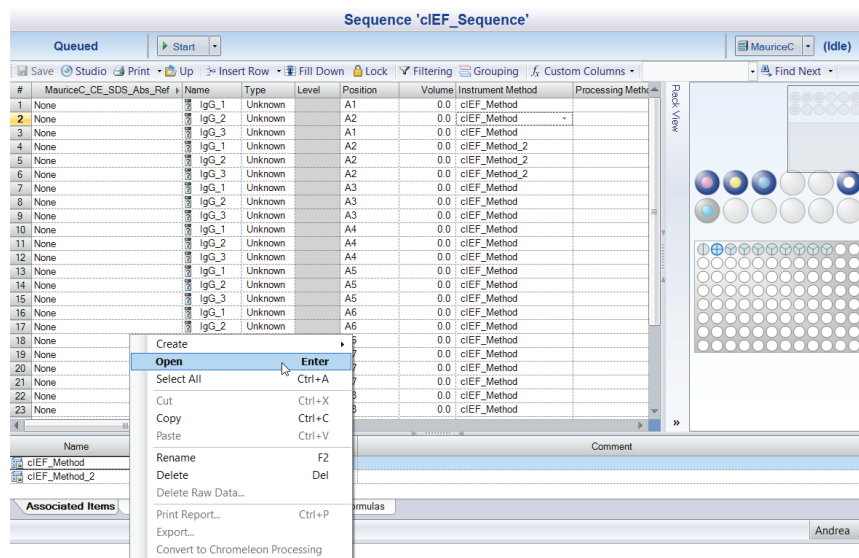 Sequence 'cIEF_Sequence'
Queued Start MauriceC (Idle)
Save Studio Print Up Insert Row Fill Down Lock Filtering Grouping fx Custom Columns Find Next
# MauriceC_CE_SDS_Abs_Ref Name Type Level Position Volume Instrument Method Processing Metho
1 None IgG_1 Unknown A1 0.0 cIEF_Method
2 None IgG_2 Unknown A2 0.0 cIEF_Method
3 None IgG_3 Unknown A1 0.0 cIEF_Method
4 None IgG_1 Unknown A2 0.0 cIEF_Method_2
5 None IgG_2 Unknown A2 0.0 cIEF_Method_2
6 None IgG_3 Unknown A2 0.0 cIEF_Method_2
7 None IgG_1 Unknown A3 0.0 cIEF_Method
8 None IgG_2 Unknown A3 0.0 cIEF_Method
9 None IgG_3 Unknown A3 0.0 cIEF_Method
10 None IgG_1 Unknown A4 0.0 cIEF_Method
11 None IgG_2 Unknown A4 0.0 cIEF_Method
12 None IgG_3 Unknown A4 0.0 cIEF_Method
13 None IgG_1 Unknown A5 0.0 cIEF_Method
14 None IgG_2 Unknown A5 0.0 cIEF_Method
15 None IgG_3 Unknown A5 0.0 cIEF_Method
16 None IgG_1 Unknown A6 0.0 cIEF_Method
17 None IgG_2 Unknown A6 0.0 cIEF_Method
18 None 0.0 cIEF_Method
19 None 0.0 cIEF_Method
20 None 0.0 cIEF_Method
21 None 0.0 cIEF_Method
22 None 0.0 cIEF_Method
23 None 0.0 cIEF_Method
Rack View
»
Create
Open Enter
Select All Ctrl+A
Cut Ctrl+X
Copy Ctrl+C
Paste Ctrl+V
Rename F2
Delete Del
Delete Raw Data...
Print Report... Ctrl+P
Export...
Convert to Chromeleon Processing
Name Comment
cIEF_Method
cIEF_Method_2
Associated Items rmulas
Andrea